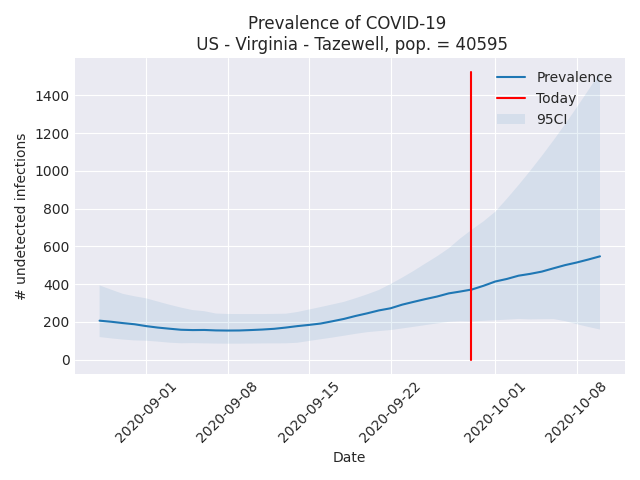 Prevalence of COVID-19
US - Virginia - Tazewell, pop. = 40595
Prevalence
Today
95CI
1400
1200
1000
800
600
400
200
0
# undetected infections
2020-09-01
2020-09-08
2020-09-15
2020-09-22
2020-10-01
2020-10-08
Date